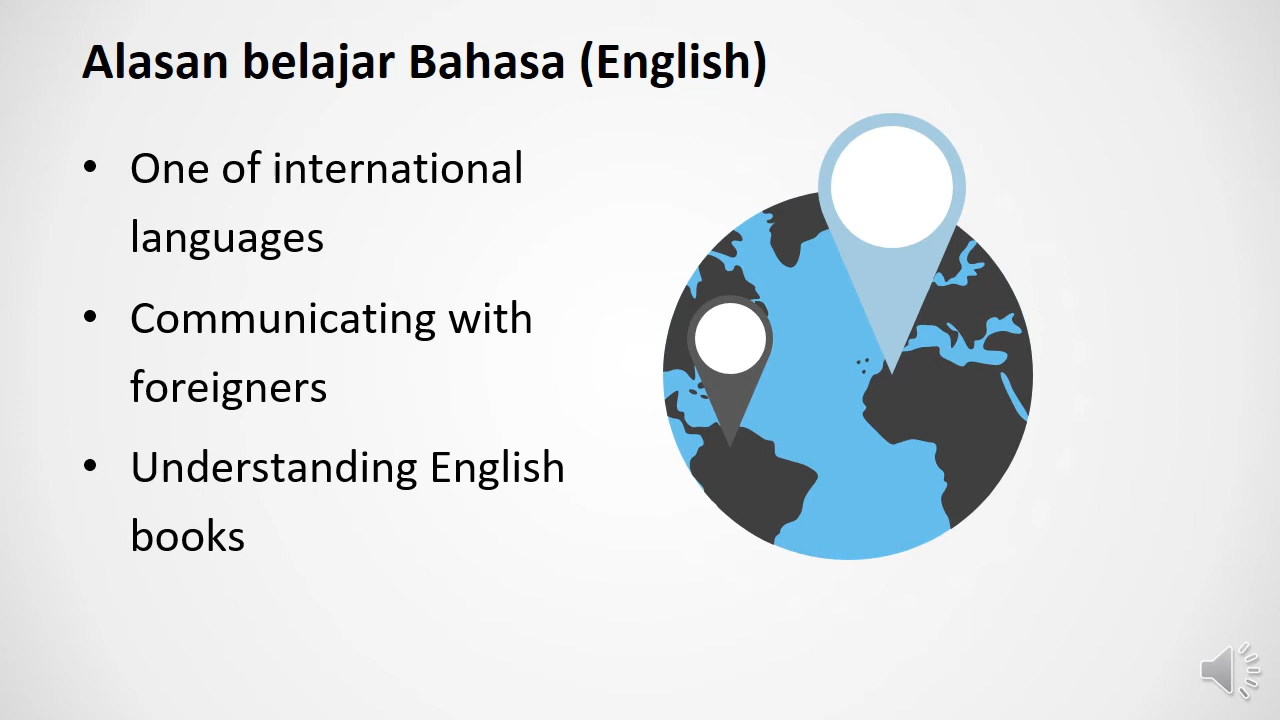 Alasan belajar Bahasa (English)
• One of international
languages
• Communicating with
foreigners
• Understanding English
books